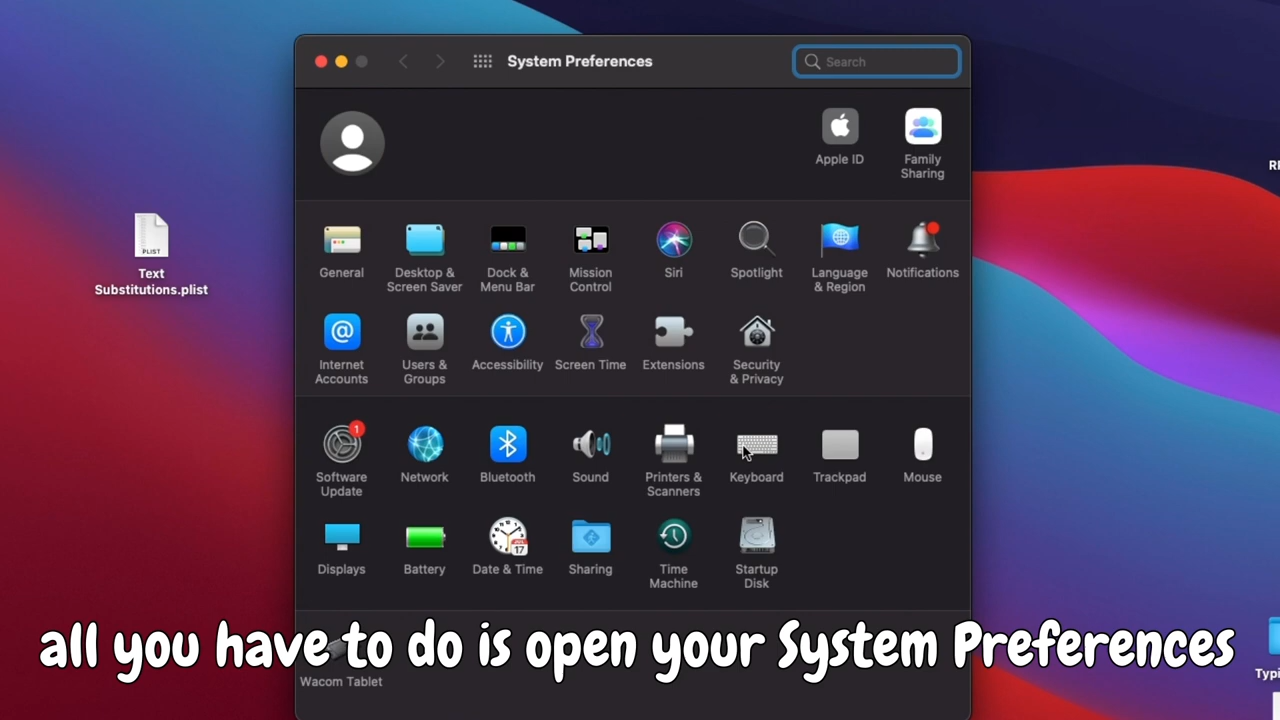 System Preferences
Search
Apple ID
Family
Sharing
PLIST
Text
Substitutions.plist
General
Desktop &
Screen Saver
Dock &
Menu Bar
Mission
Control
Siri
Spotlight
Language
& Region
Notifications
Internet
Accounts
Users &
Groups
Accessibility
Screen Time
Extensions
Security
& Privacy
1
Software
Update
Network
Bluetooth
Sound
Printers &
Scanners
Keyboard
Trackpad
Mouse
17
Displays
Battery
Date & Time
Sharing
Time
Machine
Startup
Disk
all you have to do is open your System Preferences
Wacom Tablet